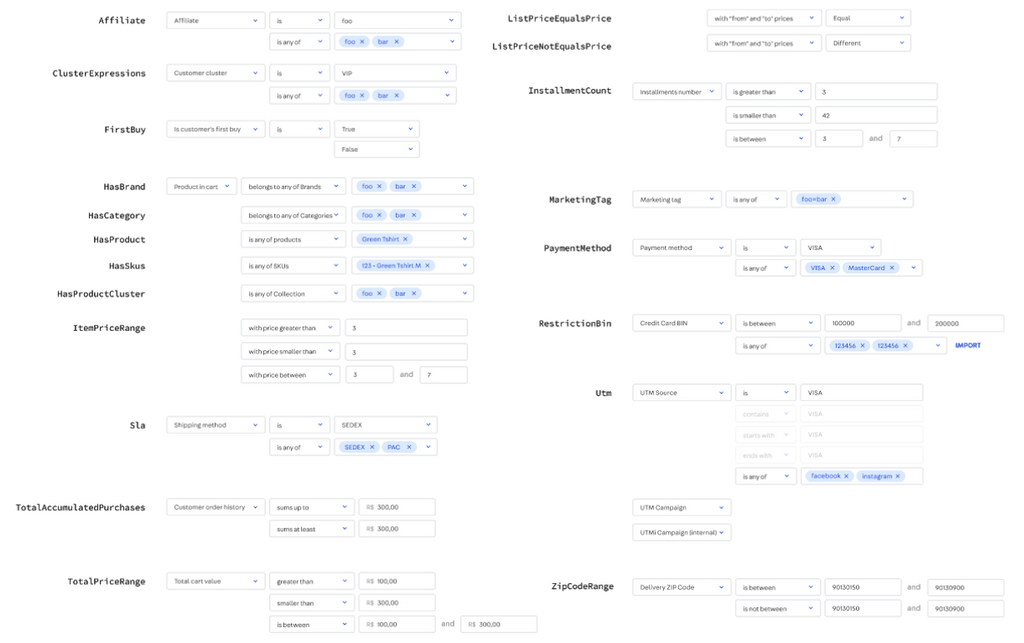 Affiliate Affiliate is foo
is any of foo × bar ×
ClusterExpressions Customer cluster is VIP
is any of foo × bar ×
FirstBuy Is customer's first buy is True
False
HasBrand Product in cart belongs to any of Brands foo × bar ×
HasCategory belongs to any of Categories foo × bar ×
HasProduct is any of products Green Tshirt ×
HasSkus is any of SKUs 123 - Green Tshirt M ×
HasProductCluster is any of Collection foo × bar ×
ItemPriceRange with price greater than 3
with price smaller than 3
with price between 3 and 7
Sla Shipping method is SEDEX
is any of SEDEX × PAC ×
TotalAccumulatedPurchases Customer order history sums up to R$ 300,00
sums at least R$ 300,00
TotalPriceRange Total cart value greater than R$ 100,00
smaller than R$ 300,00
is between R$ 100,00 and R$ 300,00
ListPriceEqualsPrice with "from" and "to" prices Equal
ListPriceNotEqualsPrice with "from" and "to" prices Different
InstallmentCount Installments number is greater than 3
is smaller than 42
is between 3 and 7
MarketingTag Marketing tag is any of foo=bar ×
PaymentMethod Payment method is VISA
is any of VISA × MasterCard ×
RestrictionBin Credit Card BIN is between 100000 and 200000
is any of 123456 × 123456 × IMPORT
Utm UTM Source is VISA
contains VISA
starts with VISA
ends with VISA
is any of facebook × instagram ×
UTM Campaign
UTMi Campaign (internal)
ZipCodeRange Delivery ZIP Code is between 90130150 and 90130900
is not between 90130150 and 90130900